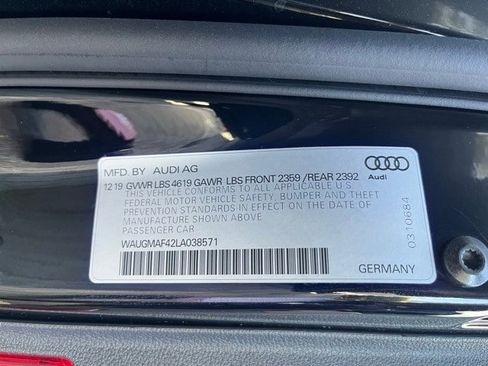 MFD. BY AUDI AG
12 19 GVWR LBS 4619 GAWR LBS FRONT 2359 /REAR 2392
THIS VEHICLE CONFORMS TO ALL APPLICABLE U.S.
FEDERAL MOTOR VEHICLE SAFETY, BUMPER AND THEFT
PREVENTION STANDARDS IN EFFECT ON THE DATE OF
MANUFACTURE SHOWN ABOVE
PASSENGER CAR
WAUGMAF42LA038571
Audi
0310684
GERMANY